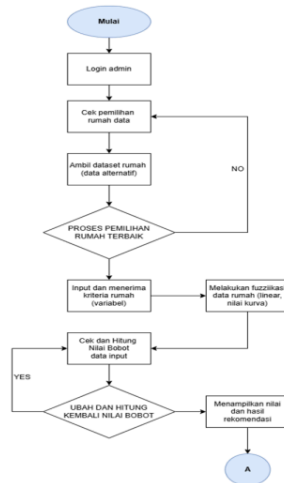 Mulai
Login admin
Cek pemilihan
rumah data
Ambil dataset rumah
(data alternatif)
NO
PROSES PEMILIHAN
RUMAH TERBAIK
Input dan menerima
kriteria rumah
(variabel)
Melakukan fuzziikasi
data rumah (linear,
nilai kurva)
Cek dan Hitung
Nilai Bobot
data input
YES
UBAH DAN HITUNG
KEMBALI NILAI BOBOT
Menampilkan nilai
dan hasil
rekomendasi
A